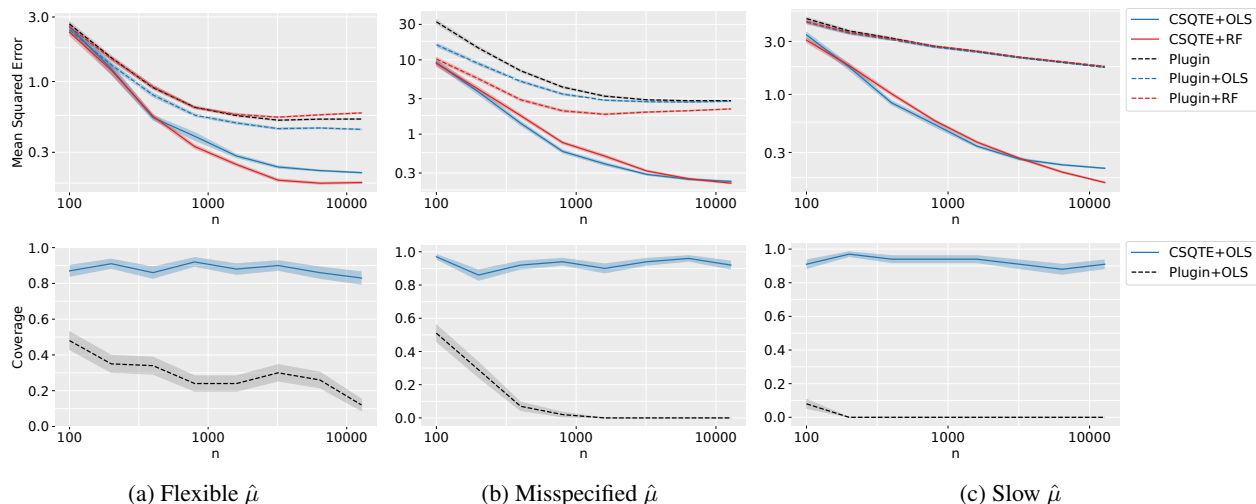 3.0
1.0
0.3
Mean Squared Error
100
1000
10000
n
30
10
3
1
0.3
100
1000
10000
n
3.0
1.0
0.3
100
1000
10000
n
CSQTE+OLS
CSQTE+RF
Plugin
Plugin+OLS
Plugin+RF
1.0
0.8
0.6
0.4
0.2
0.0
Coverage
100
1000
10000
n
1.0
0.8
0.6
0.4
0.2
0.0
100
1000
10000
n
1.0
0.8
0.6
0.4
0.2
0.0
100
1000
10000
n
CSQTE+OLS
Plugin+OLS
(a) Flexible μ̂
(b) Misspecified μ̂
(c) Slow μ̂